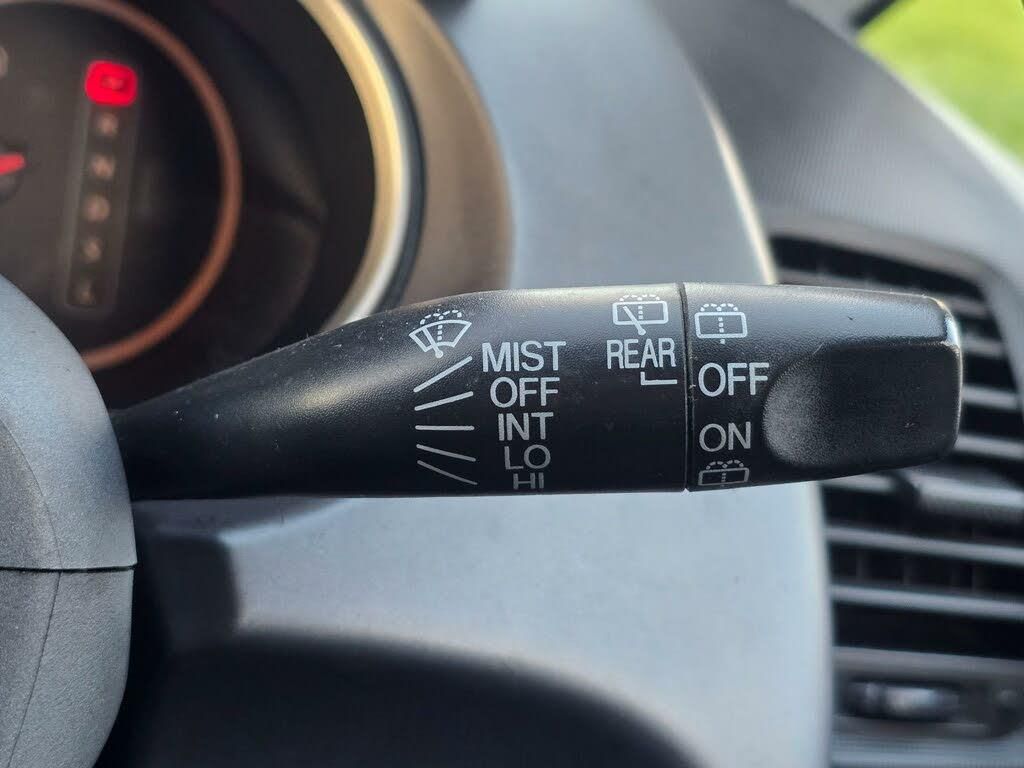 MIST
OFF
INT
LO
HI
REAR
OFF
ON